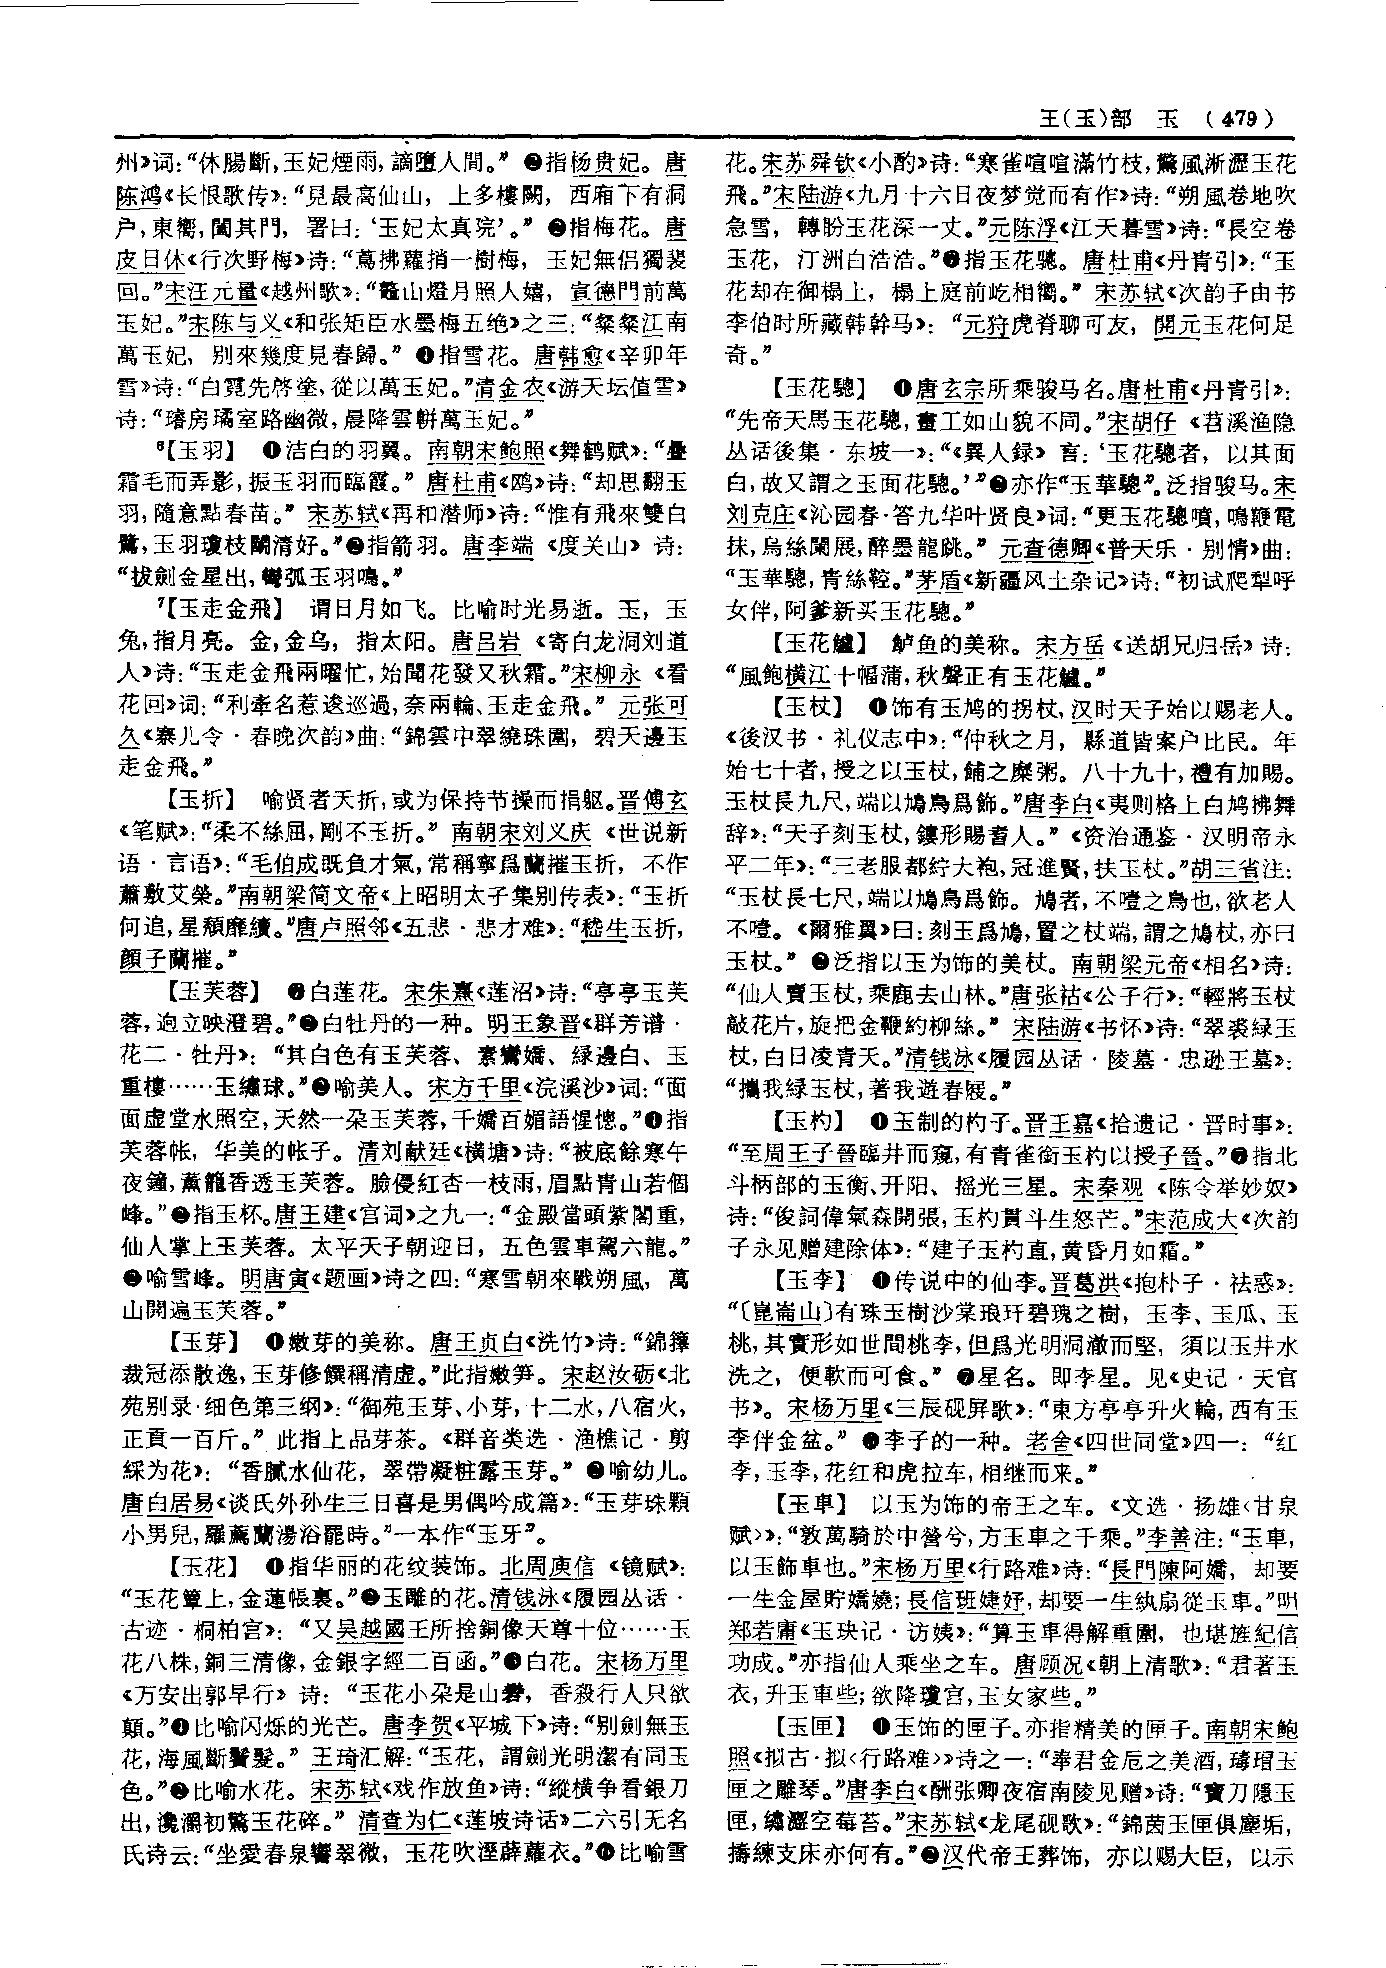 王(玉)部　玉　(479)
州》词:“休腸斷,玉妃煙雨,謫墮人間。” ❷指杨贵妃。唐
陈鸿《长恨歌传》:“見最高仙山, 上多樓闕, 西廂下有洞
户,東嚮,闔其門, 署曰:‘玉妃太真院’。” ❸指梅花。唐
皮日休《行次野梅》诗:“蔦拂蘿捎一樹梅, 玉妃無侣獨裴
回。”宋汪元量《越州歌》:“鼇山燈月照人嬉, 宣德門前萬
玉妃。”宋陈与义《和张矩臣水墨梅五绝》之三:“粲粲江南
萬玉妃, 别來幾度見春歸。” ❹指雪花。唐韩愈《辛卯年
雪》诗:“白霓先啓塗,從以萬玉妃。”清金农《游天坛值雪》
诗:“璿房璚室路幽微,晨降雲軿萬玉妃。”
⁶【玉羽】 ❶洁白的羽翼。南朝宋鲍照《舞鹤赋》:“疊
霜毛而弄影,振玉羽而臨霞。” 唐杜甫《鸥》诗:“却思翻玉
羽,隨意點春苗。” 宋苏轼《再和潜师》诗:“惟有飛來雙白
鷺,玉羽瓊枝鬭清好。”❷指箭羽。唐李端 《度关山》 诗:
“拔劍金星出,彎弧玉羽鳴。”
⁷【玉走金飛】 谓日月如飞。比喻时光易逝。玉, 玉
兔,指月亮。金,金乌, 指太阳。唐吕岩 《寄白龙洞刘道
人》诗:“玉走金飛兩曜忙,始聞花發又秋霜。”宋柳永 《看
花回》词:“利牽名惹逡巡過,奈兩輪、玉走金飛。” 元张可
久《寨儿令·春晚次韵》曲:“錦雲中翠繞珠圍, 碧天邊玉
走金飛。”
【玉折】 喻贤者夭折,或为保持节操而捐躯。晋傅玄
《笔赋》:“柔不絲屈,剛不玉折。” 南朝宋刘义庆 《世说新
语·言语》:“毛伯成既負才氣,常稱寧爲蘭摧玉折, 不作
蕭敷艾榮。”南朝梁简文帝《上昭明太子集别传表》:“玉折
何追,星頹靡續。”唐卢照邻《五悲·悲才难》:“嵇生玉折,
顔子蘭摧。”
【玉芙蓉】 ❶白莲花。宋朱熹《莲沼》诗:“亭亭玉芙
蓉,迥立映澄碧。”❷白牡丹的一种。明王象晋《群芳谱·
花二·牡丹》: “其白色有玉芙蓉、素鸞嬌、緑邊白、玉
重樓……玉繡球。”❸喻美人。宋方千里《浣溪沙》词:“面
面虚堂水照空,天然一朵玉芙蓉,千嬌百媚語惺憁。”❹指
芙蓉帐, 华美的帐子。清刘献廷《横塘》诗:“被底餘寒午
夜鐘,薰籠香透玉芙蓉。臉侵紅杏一枝雨,眉點青山若個
峰。”❺指玉杯。唐王建《宫词》之九一:“金殿當頭紫閣重,
仙人掌上玉芙蓉。太平天子朝迎日, 五色雲車駕六龍。”
❻喻雪峰。明唐寅《题画》诗之四:“寒雪朝來戰朔風, 萬
山開遍玉芙蓉。”
【玉芽】 ❶嫩芽的美称。唐王贞白《洗竹》诗:“錦籜
裁冠添散逸,玉芽修饌稱清虚。”此指嫩笋。宋赵汝砺《北
苑别录·细色第三纲》:“御苑玉芽、小芽,十二水,八宿火,
正貢一百斤。” 此指上品芽茶。《群音类选·渔樵记·剪
綵为花》: “香膩水仙花, 翠帶凝粧露玉芽。” ❷喻幼儿。
唐白居易《谈氏外孙生三日喜是男偶吟成篇》:“玉芽珠顆
小男兒,羅薦蘭湯浴罷時。”一本作“玉牙”。
【玉花】 ❶指华丽的花纹装饰。北周庾信 《镜赋》:
“玉花簟上,金蓮帳裏。”❷玉雕的花。清钱泳《履园丛话·
古迹·桐柏宫》: “又吴越國王所捨銅像天尊十位……玉
花八株,銅三清像,金銀字經二百函。”❸白花。宋杨万里
《万安出郭早行》 诗: “玉花小朵是山礬, 香殺行人只欲
顛。”❹比喻闪烁的光芒。唐李贺《平城下》诗:“别劍無玉
花,海風斷鬢髮。” 王琦汇解:“玉花, 謂劍光明潔有同玉
色。”❺比喻水花。宋苏轼《戏作放鱼》诗:“縱横争看銀刀
出,瀺灂初驚玉花碎。” 清查为仁《莲坡诗话》二六引无名
氏诗云:“坐愛春泉響翠微, 玉花吹溼薜蘿衣。”❻比喻雪
花。宋苏舜钦《小酌》诗:“寒雀喧喧滿竹枝,驚風淅瀝玉花
飛。”宋陆游《九月十六日夜梦觉而有作》诗:“朔風卷地吹
急雪, 轉盼玉花深一丈。”元陈浮《江天暮雪》诗:“長空卷
玉花, 汀洲白浩浩。”❼指玉花骢。唐杜甫《丹青引》:“玉
花却在御榻上, 榻上庭前屹相嚮。” 宋苏轼《次韵子由书
李伯时所藏韩幹马》: “元狩虎脊聊可友, 開元玉花何足
奇。”
【玉花驄】 ❶唐玄宗所乘骏马名。唐杜甫《丹青引》:
“先帝天馬玉花驄,畫工如山貌不同。”宋胡仔 《苕溪渔隐
丛话後集·东坡一》:“《異人録》 言:‘玉花驄者, 以其面
白,故又謂之玉面花驄。’”❷亦作“玉華驄”。泛指骏马。宋
刘克庄《沁园春·答九华叶贤良》词:“更玉花驄噴,鳴鞭電
抹,烏絲闌展,醉墨龍跳。” 元查德卿《普天乐·别情》曲:
“玉華驄,青絲鞚。”茅盾《新疆风土杂记》诗:“初试爬犁呼
女伴,阿爹新买玉花驄。”
【玉花鱸】 鲈鱼的美称。宋方岳 《送胡兄归岳》 诗:
“風飽横江十幅蒲,秋聲正有玉花鱸。”
【玉杖】 ❶饰有玉鸠的拐杖,汉时天子始以赐老人。
《後汉书·礼仪志中》:“仲秋之月, 縣道皆案户比民。年
始七十者,授之以玉杖,餔之糜粥。八十九十,禮有加賜。
玉杖長九尺,端以鳩鳥爲飾。”唐李白《夷则格上白鸠拂舞
辞》:“天子刻玉杖,鏤形賜耆人。” 《资治通鉴·汉明帝永
平二年》:“三老服都紵大袍,冠進賢,扶玉杖。”胡三省注:
“玉杖長七尺,端以鳩鳥爲飾。鳩者,不噎之鳥也,欲老人
不噎。《爾雅翼》曰:刻玉爲鳩,置之杖端,謂之鳩杖,亦曰
玉杖。” ❷泛指以玉为饰的美杖。南朝梁元帝《相名》诗:
“仙人賣玉杖,乘鹿去山林。”唐张祜《公子行》:“輕將玉杖
敲花片,旋把金鞭約柳絲。” 宋陆游《书怀》诗:“翠裘緑玉
杖,白日凌青天。”清钱泳《履园丛话·陵墓·忠逊王墓》:
“攜我緑玉杖,著我遊春屐。”
【玉杓】 ❶玉制的杓子。晋王嘉《拾遗记·晋时事》:
“至周王子晉臨井而窺,有青雀銜玉杓以授子晉。”❷指北
斗柄部的玉衡、开阳、摇光三星。宋秦观 《陈令举妙奴》
诗:“俊詞偉氣森開張,玉杓貫斗生怒芒。”宋范成大《次韵
子永见赠建除体》:“建子玉杓直,黄昏月如霜。”
【玉李】 ❶传说中的仙李。晋葛洪《抱朴子·祛惑》:
“〔崑崙山〕有珠玉樹沙棠琅玕碧瑰之樹, 玉李、玉瓜、玉
桃,其實形如世間桃李,但爲光明洞澈而堅, 須以玉井水
洗之, 便軟而可食。” ❷星名。即李星。见《史记·天官
书》。宋杨万里《三辰砚屏歌》:“東方亭亭升火輪,西有玉
李伴金盆。” ❸李子的一种。老舍《四世同堂》四一: “红
李,玉李,花红和虎拉车,相继而来。”
【玉車】 以玉为饰的帝王之车。《文选·扬雄〈甘泉
赋〉》:“敦萬騎於中營兮,方玉車之千乘。”李善注:“玉車,
以玉飾車也。”宋杨万里《行路难》诗:“長門陳阿嬌, 却要
一生金屋貯嬌嬈; 長信班婕妤,却要一生紈扇從玉車。”明
郑若庸《玉玦记·访姨》:“算玉車得解重圍, 也堪旌紀信
功成。”亦指仙人乘坐之车。唐顾况《朝上清歌》:“君著玉
衣,升玉車些;欲降瓊宫,玉女家些。”
【玉匣】 ❶玉饰的匣子。亦指精美的匣子。南朝宋鲍
照《拟古·拟〈行路难〉》诗之一:“奉君金卮之美酒,瑇瑁玉
匣之雕琴。”唐李白《酬张卿夜宿南陵见赠》诗:“寶刀隱玉
匣,繡澀空莓苔。”宋苏轼《龙尾砚歌》:“錦茵玉匣俱塵垢,
擣練支床亦何有。”❷汉代帝王葬饰, 亦以赐大臣, 以示